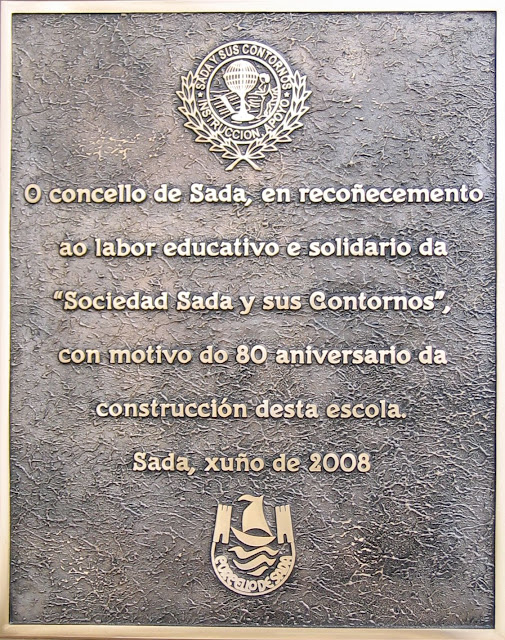 SADA Y SUS CONTORNOS
INSTRUCCION, APOYO
O concello de Sada, en recoñecemento
ao labor educativo e solidario da
“Sociedad Sada y sus Contornos”,
con motivo do 80 aniversario da
construcción desta escola.
Sada, xuño de 2008
CONCELLO DE SADA